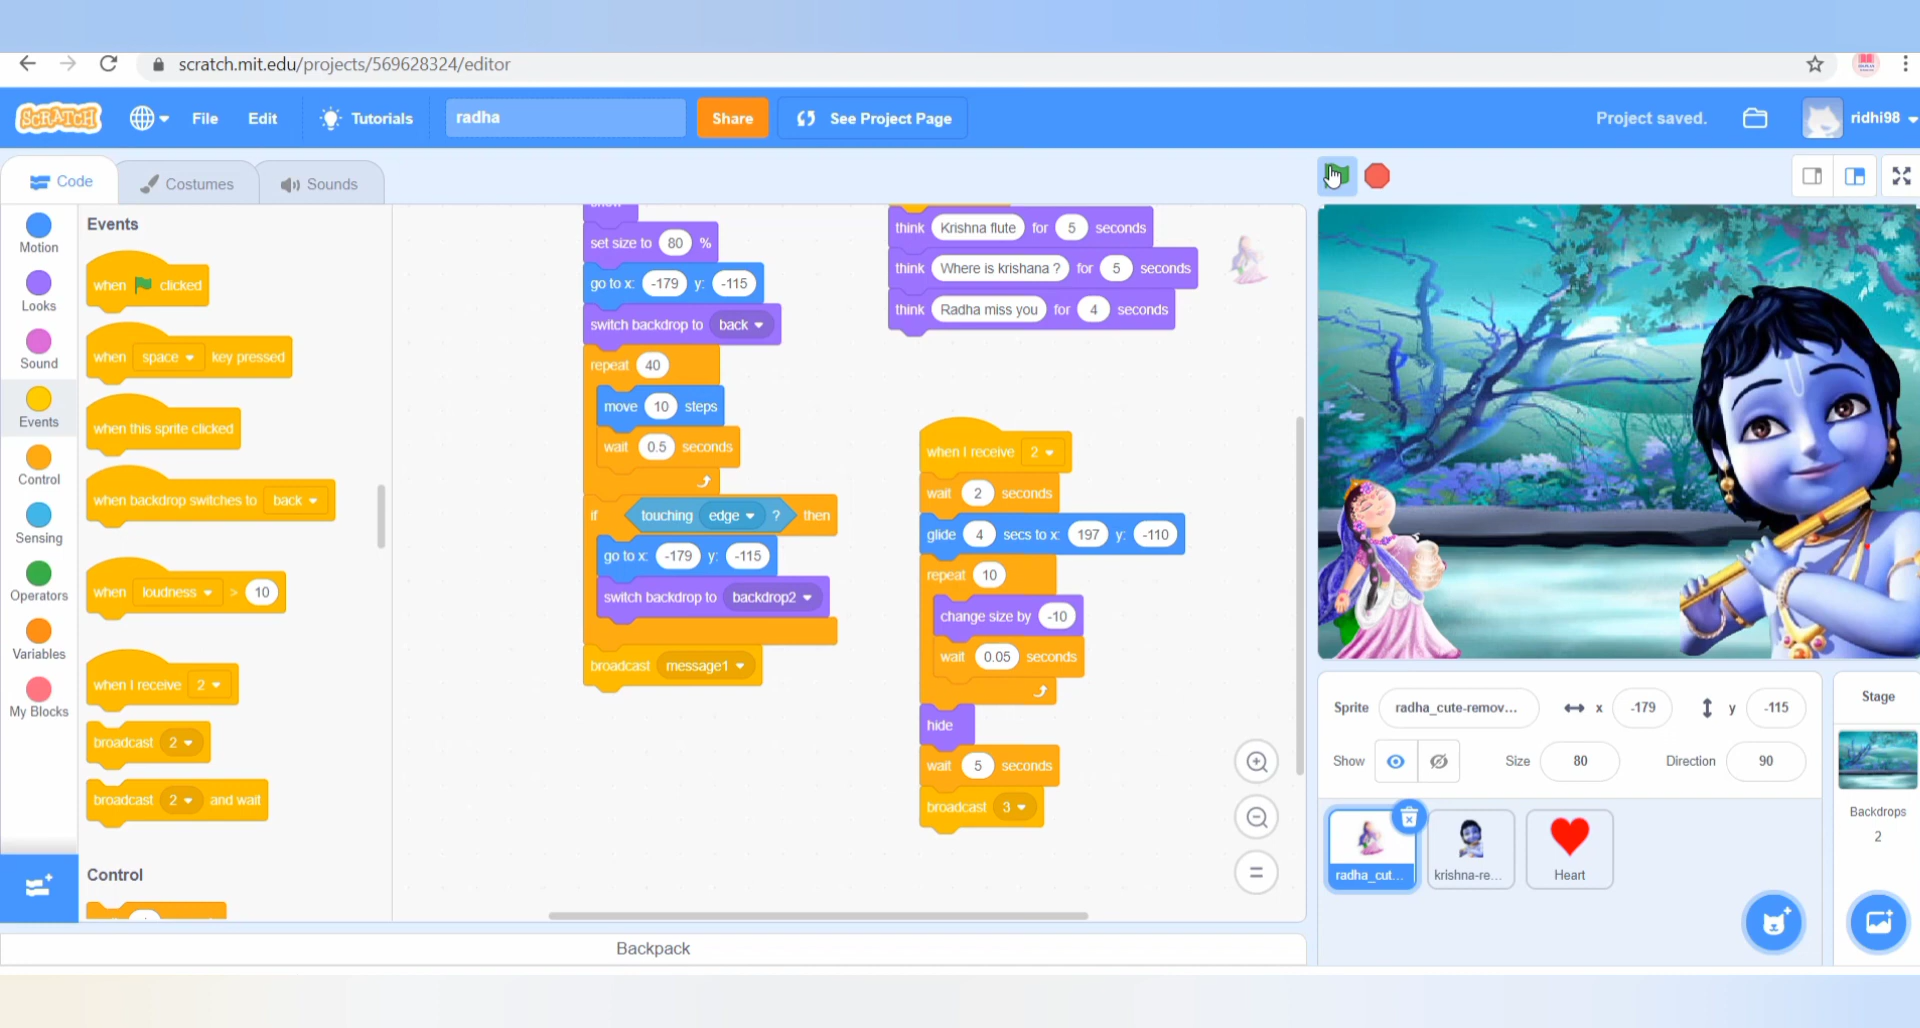 scratch.mit.edu/projects/569628324/editor
SCRATCH
File
Edit
Tutorials
radha
Share
See Project Page
Project saved.
ridhi98
Code
Costumes
Sounds
Motion
Looks
Sound
Events
Control
Sensing
Operators
Variables
My Blocks
Events
when clicked
when space key pressed
when this sprite clicked
when backdrop switches to back
when loudness > 10
when I receive 2
broadcast 2
broadcast 2 and wait
Control
show
set size to 80 %
go to x: -179 y: -115
switch backdrop to back
repeat 40
move 10 steps
wait 0.5 seconds
if touching edge ? then
go to x: -179 y: -115
switch backdrop to backdrop2
broadcast message1
think Krishna flute for 5 seconds
think Where is krishana ? for 5 seconds
think Radha miss you for 4 seconds
when I receive 2
wait 2 seconds
glide 4 secs to x: 197 y: -110
repeat 10
change size by -10
wait 0.05 seconds
hide
wait 5 seconds
broadcast 3
Backpack
Sprite radha_cute-remov... x -179 y -115
Show Size 80 Direction 90
radha_cut...
krishna-re...
Heart
Stage
Backdrops
2